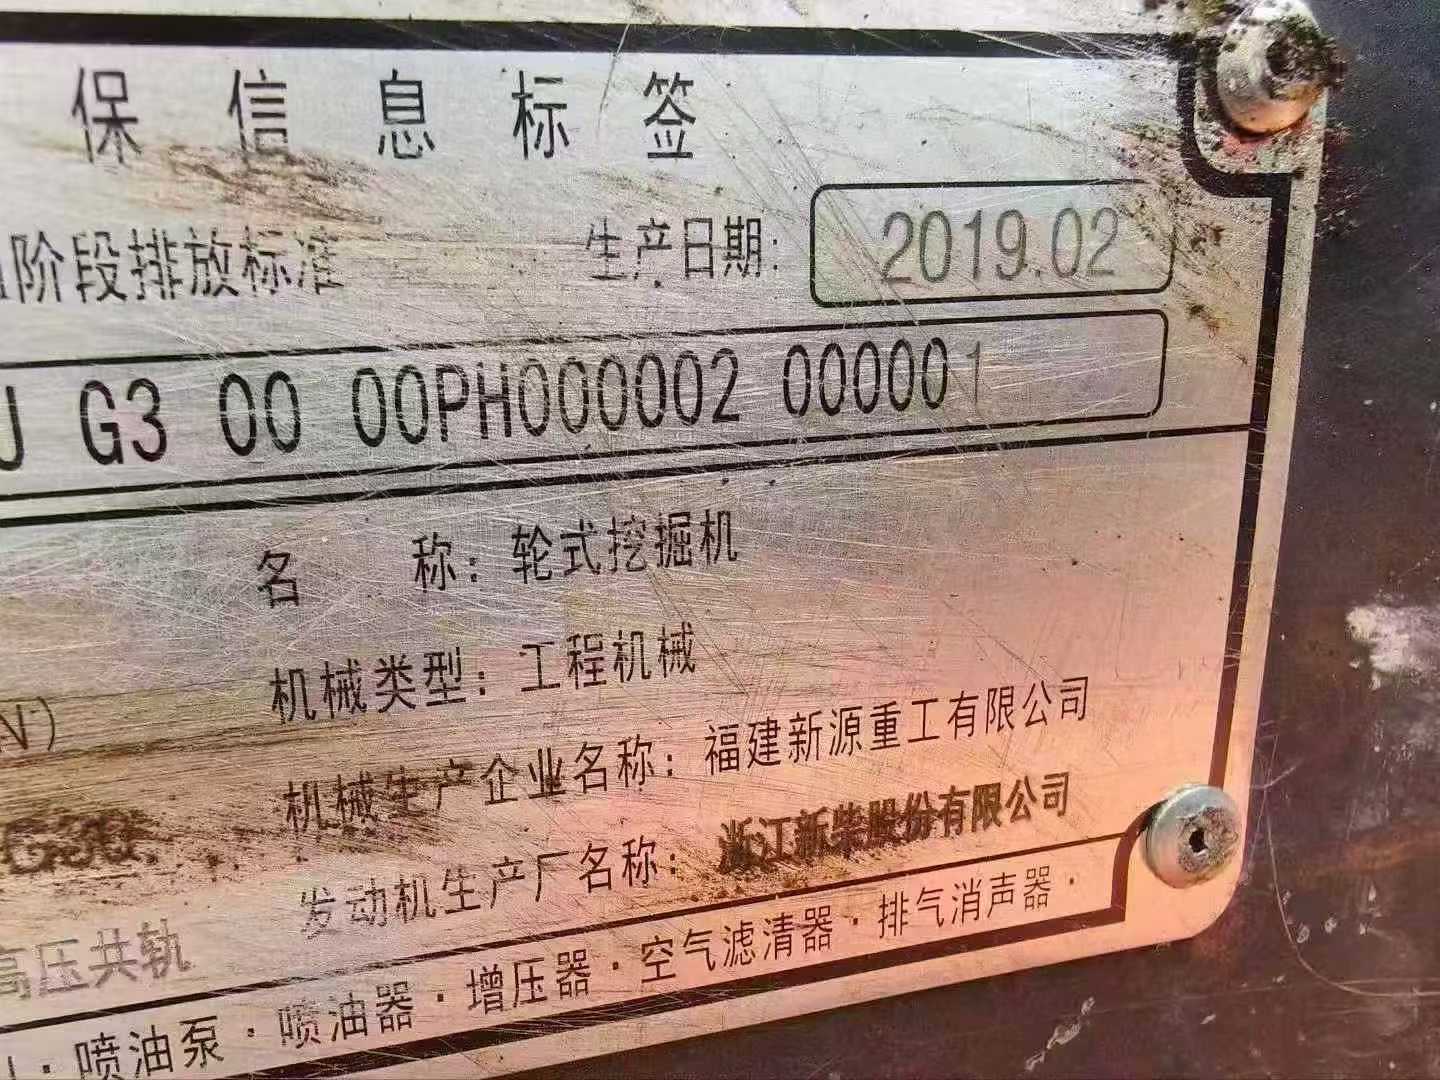 保信息标签
阶段排放标准 生产日期: 2019.02
G3 00 00PH000002 000001
名 称: 轮式挖掘机
机械类型: 工程机械
机械生产企业名称: 福建新源重工有限公司
发动机生产厂名称: 浙江新柴股份有限公司
高压共轨
喷油泵·喷油器·增压器·空气滤清器·排气消声器·